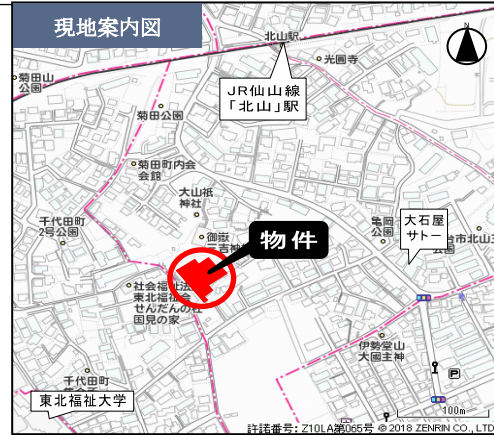 現地案内図
N
北山駅
光圓寺
菊田山
公園
JR仙山線
「北山」駅
菊田公園
菊田町内会
会館
大山祇
神社
千代田町
2号公園
亀岡
公園
大石屋
サトー
台市北山
御嶽
物件
社会福祉法
東北福祉会
せんだんの杜
国見の家
伊勢堂山
大國主神
千代田町
P
東北福祉大学
100m
許諾番号:Z10LA第065号 © 2018 ZENRIN CO., LTD